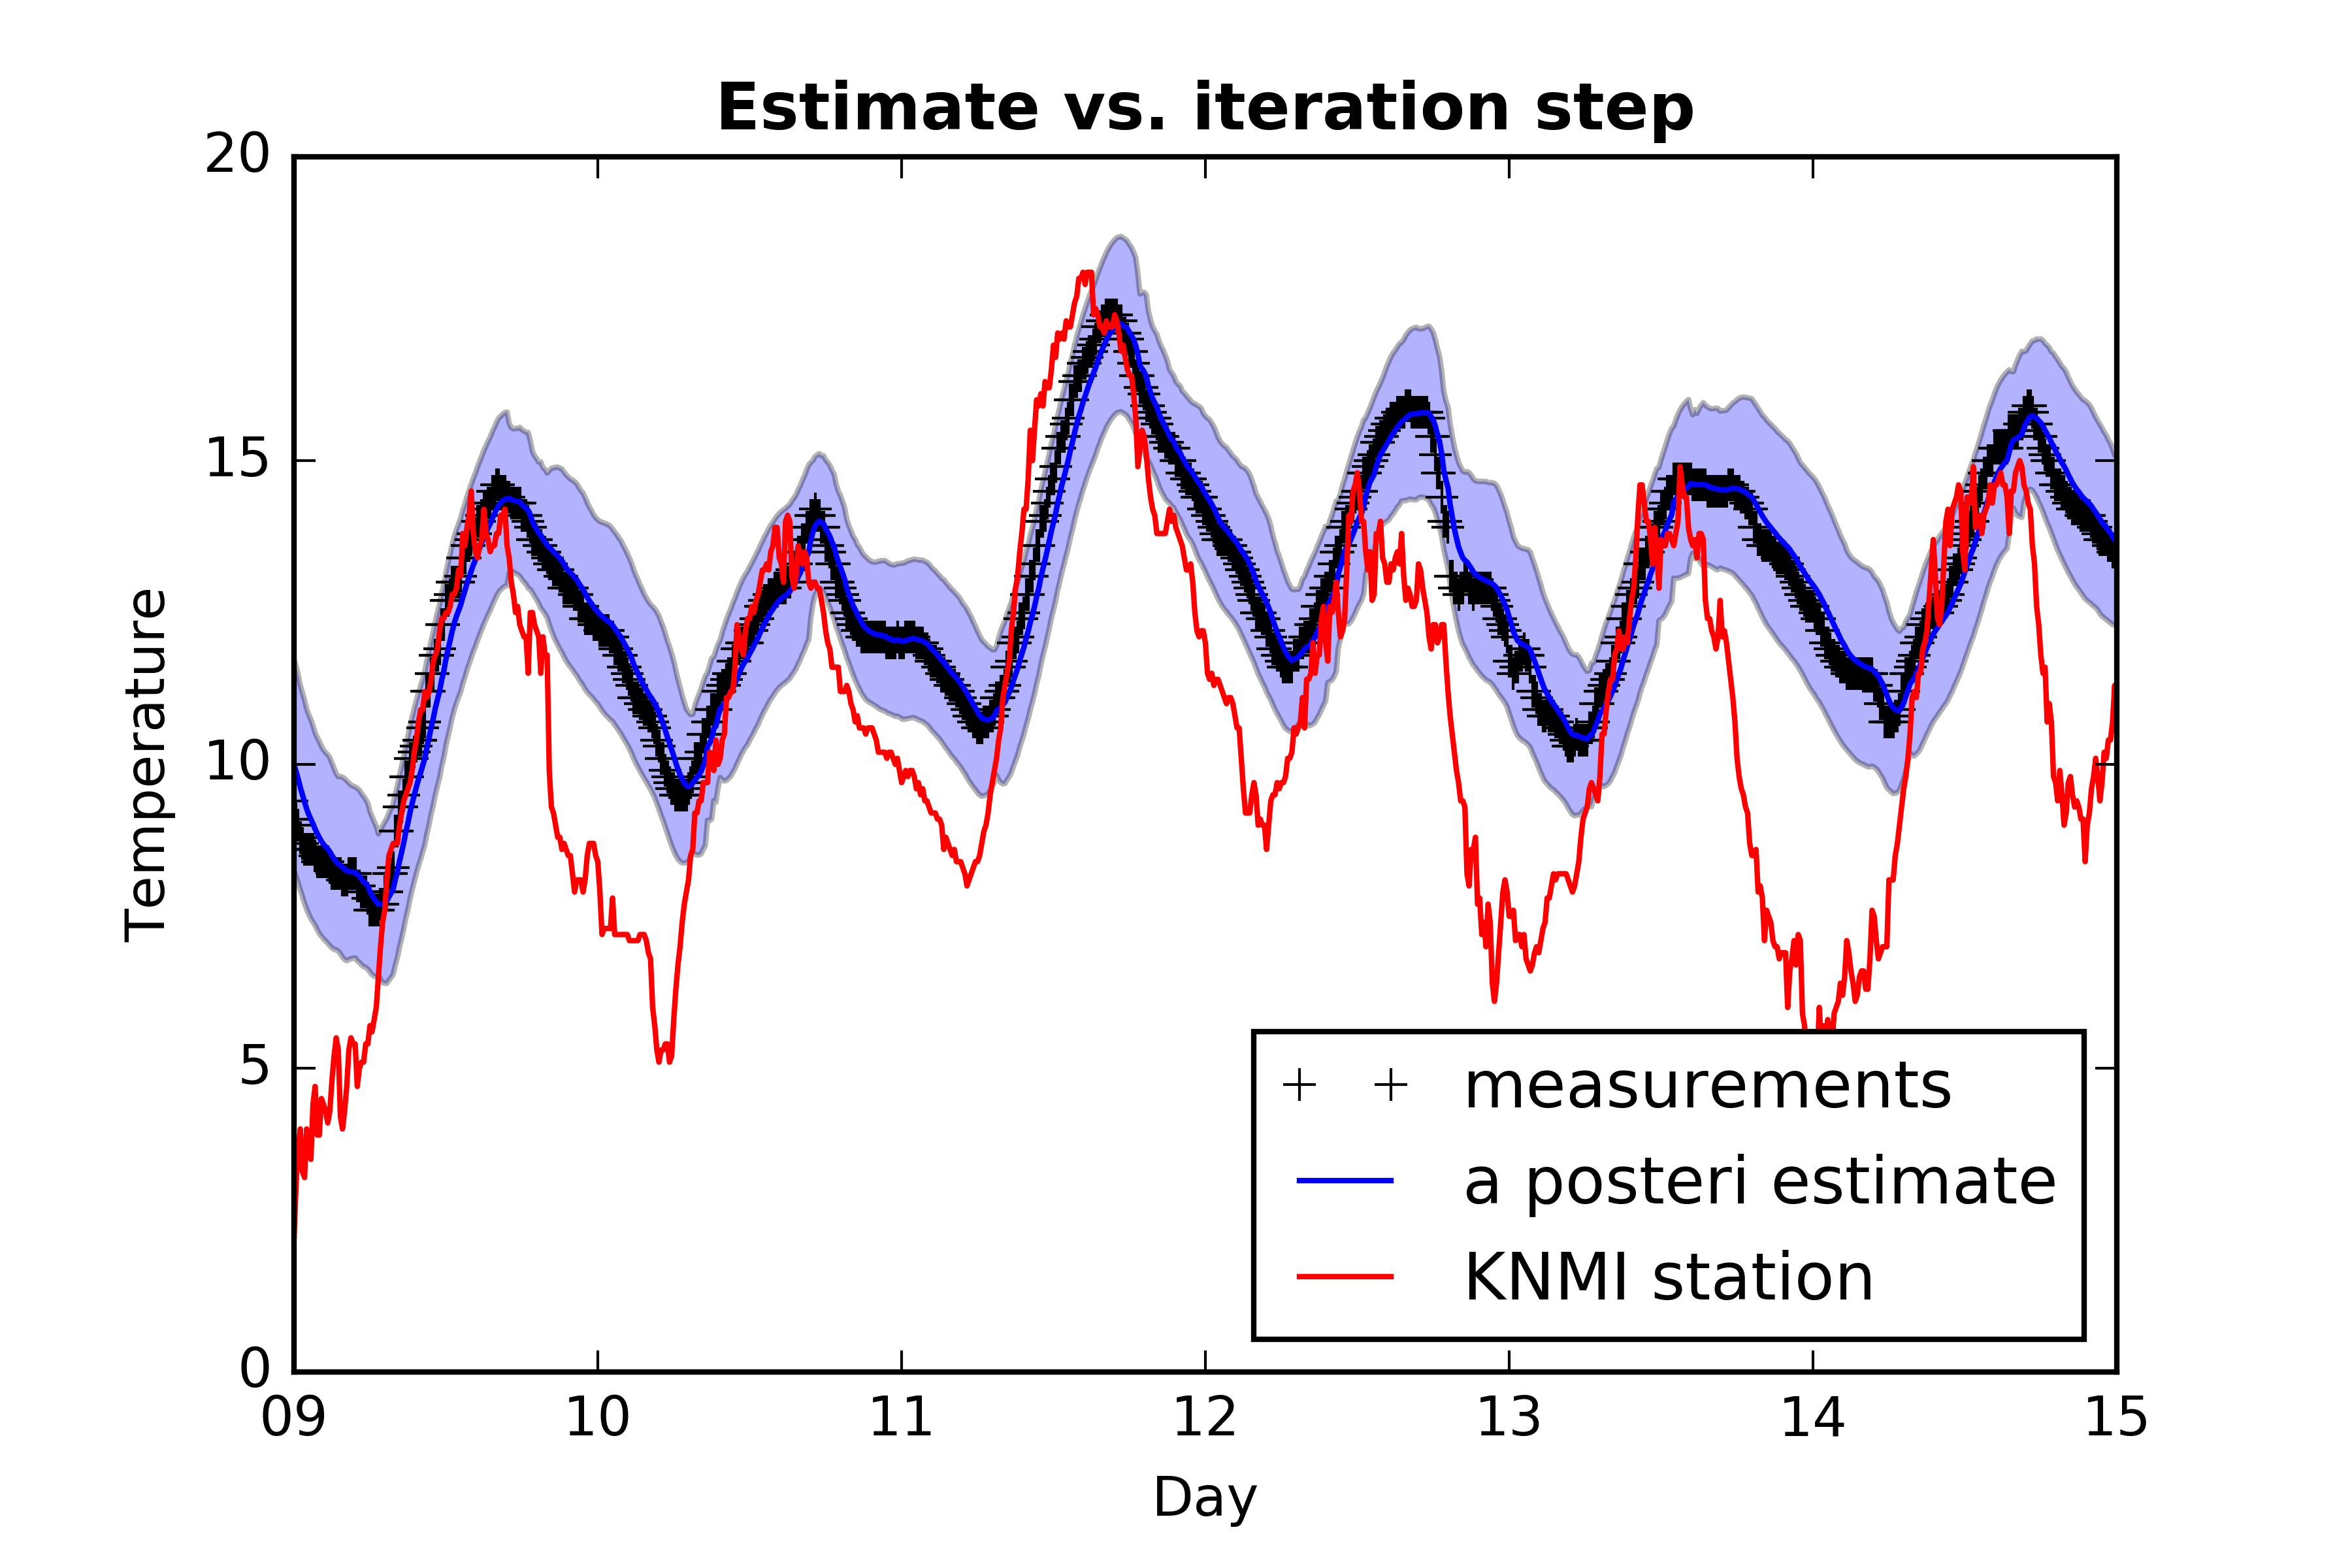 Estimate vs. iteration step
20
15
10
5
0
Temperature
measurements
a posteri estimate
KNMI station
09 10 11 12 13 14 15
Day